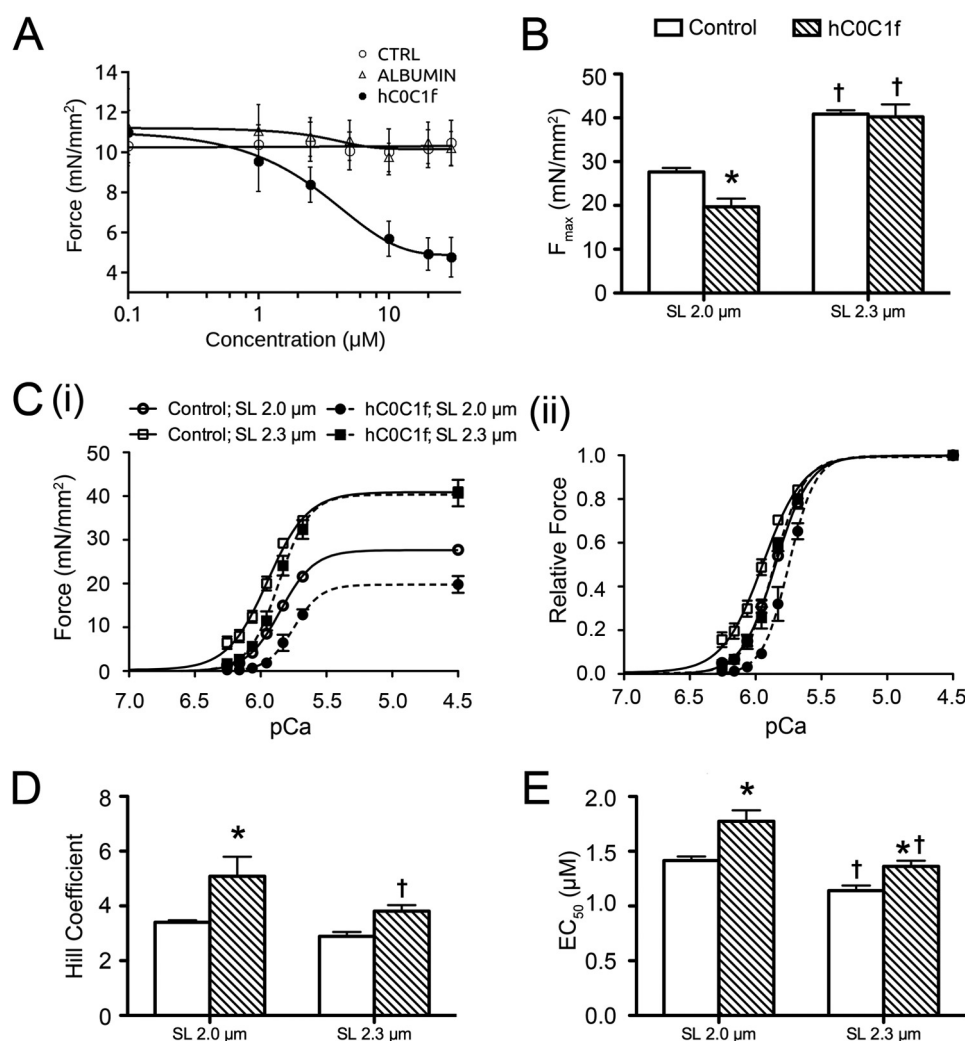 A
CTRL
ALBUMIN
hC0C1f
Force (mN/mm²)
14
12
10
8
6
4
0.1
1
10
Concentration (µM)
B
Control
hC0C1f
Fmax (mN/mm²)
50
40
30
20
10
0
†
†
*
SL 2.0 µm
SL 2.3 µm
C (i)
Control; SL 2.0 µm
hC0C1f; SL 2.0 µm
Control; SL 2.3 µm
hC0C1f; SL 2.3 µm
Force (mN/mm²)
50
40
30
20
10
0
7.0
6.5
6.0
5.5
5.0
4.5
pCa
(ii)
Relative Force
1.0
0.8
0.6
0.4
0.2
0.0
7.0
6.5
6.0
5.5
5.0
4.5
pCa
D
Hill Coefficient
8
6
4
2
0
*
†
SL 2.0 µm
SL 2.3 µm
E
EC50 (µM)
2.0
1.5
1.0
0.5
0.0
*
†
*†
SL 2.0 µm
SL 2.3 µm